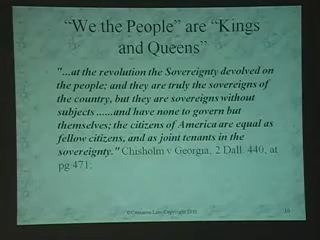 “We the People” are “Kings
and Queens”
"...at the revolution the Sovereignty devolved on
the people; and they are truly the sovereigns of
the country, but they are sovereigns without
subjects ......and have none to govern but
themselves; the citizens of America are equal as
fellow citizens, and as joint tenants in the
sovereignty." Chisholm v Georgia, 2 Dall. 440, at
pg 471;
Law Copyright